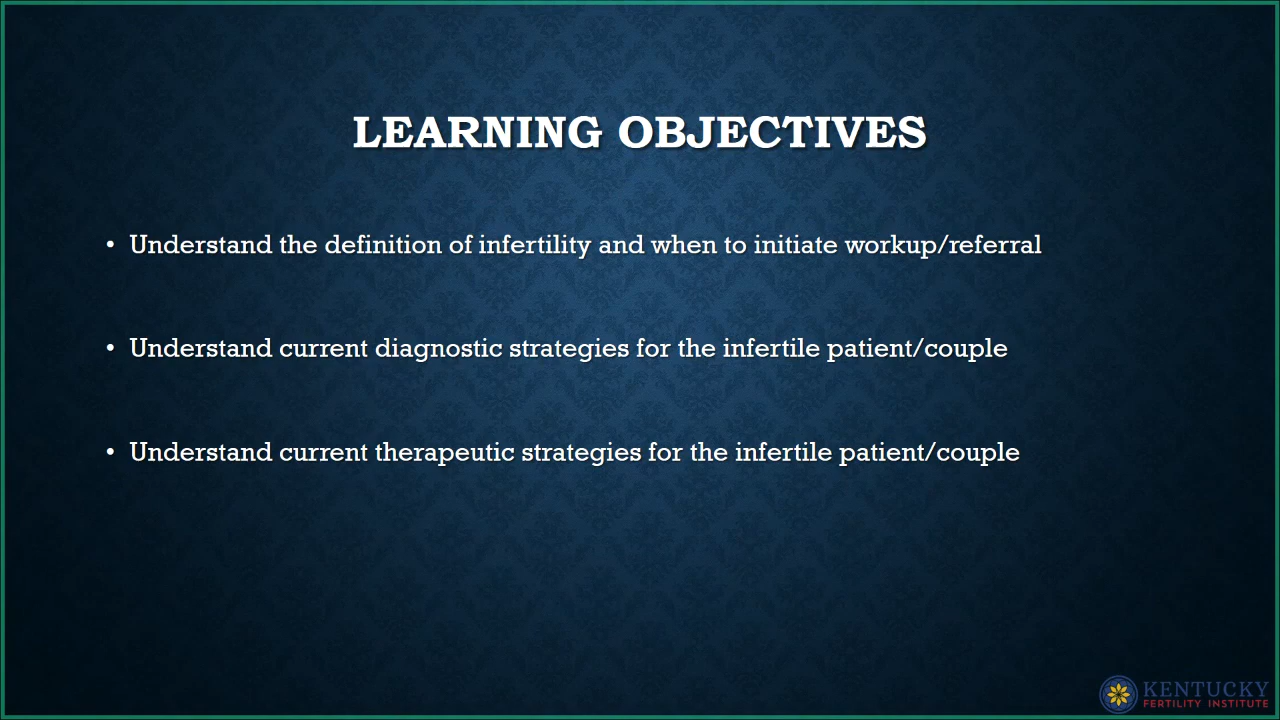 LEARNING OBJECTIVES
• Understand the definition of infertility and when to initiate workup/referral
• Understand current diagnostic strategies for the infertile patient/couple
• Understand current therapeutic strategies for the infertile patient/couple
KENTUCKY
FERTILITY INSTITUTE